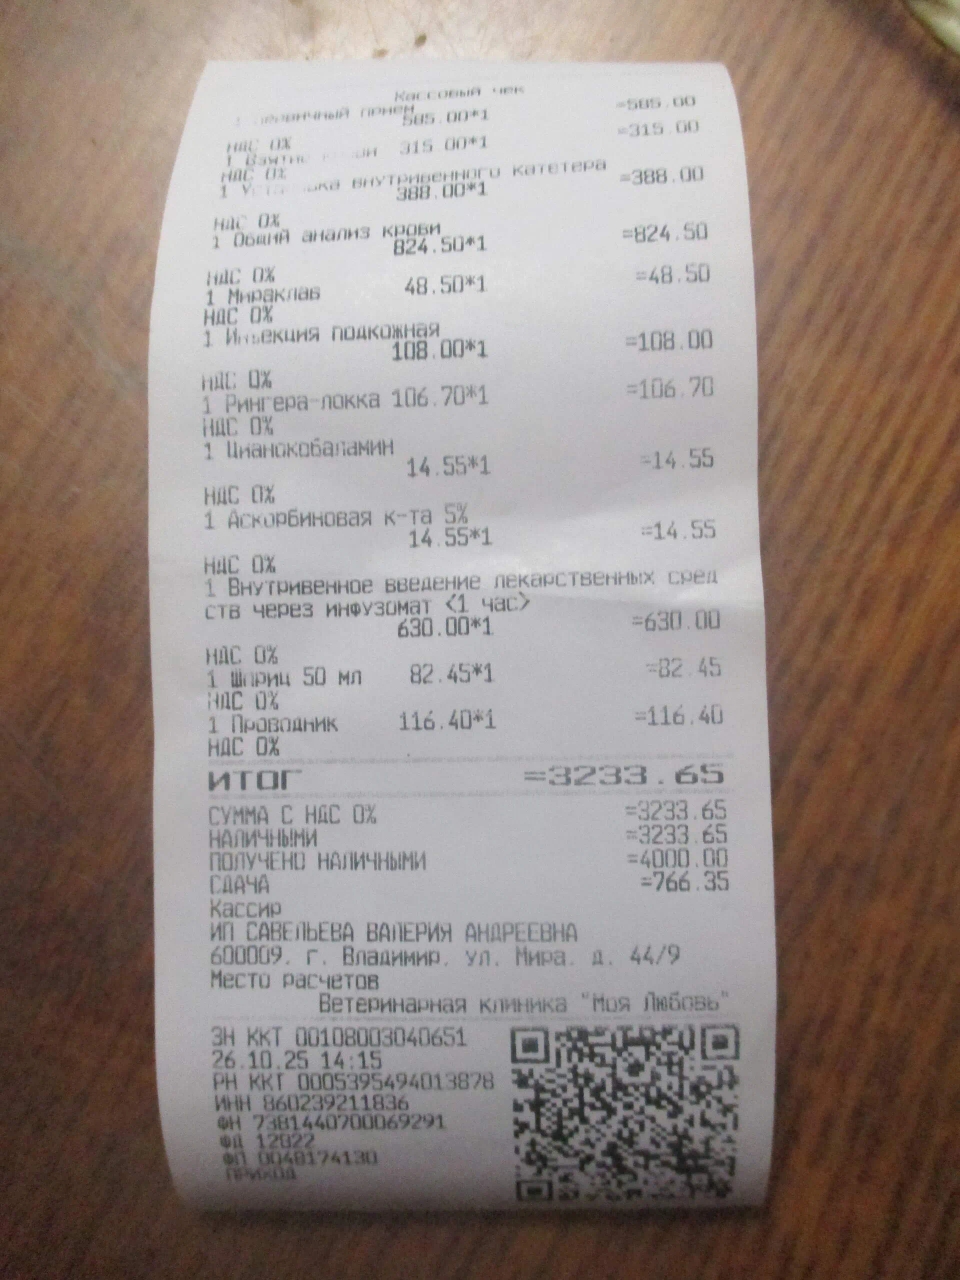 Кассовый чек
1 Первичный прием
585.00*1 =585.00
НДС 0%
1 Взятие крови 315.00*1 =315.00
НДС 0%
1 Установка внутривенного катетера
388.00*1 =388.00
НДС 0%
1 Общий анализ крови
824.50*1 =824.50
НДС 0%
1 Мираклав 48.50*1 =48.50
НДС 0%
1 Инъекция подкожная
108.00*1 =108.00
НДС 0%
1 Рингера-локка 106.70*1 =106.70
НДС 0%
1 Цианокобаламин
14.55*1 =14.55
НДС 0%
1 Аскорбиновая к-та 5%
14.55*1 =14.55
НДС 0%
1 Внутривенное введение лекарственных сред
ств через инфузомат <1 час>
630.00*1 =630.00
НДС 0%
1 Шприц 50 мл 82.45*1 =82.45
НДС 0%
1 Проводник 116.40*1 =116.40
НДС 0%
ИТОГ =3233.65
СУММА С НДС 0% =3233.65
НАЛИЧНЫМИ =3233.65
ПОЛУЧЕНО НАЛИЧНЫМИ =4000.00
СДАЧА =766.35
Кассир
ИП САВЕЛЬЕВА ВАЛЕРИЯ АНДРЕЕВНА
600009. г. Владимир. ул. Мира. д. 44/9
Место расчетов
Ветеринарная клиника "Моя Любовь"
ЗН ККТ 00108003040651
26.10.25 14:15
РН ККТ 0005395494013878
ИНН 860239211836
ФН 7381440700069291
ФД 12822
ФП 0048174130
ПРИХОД